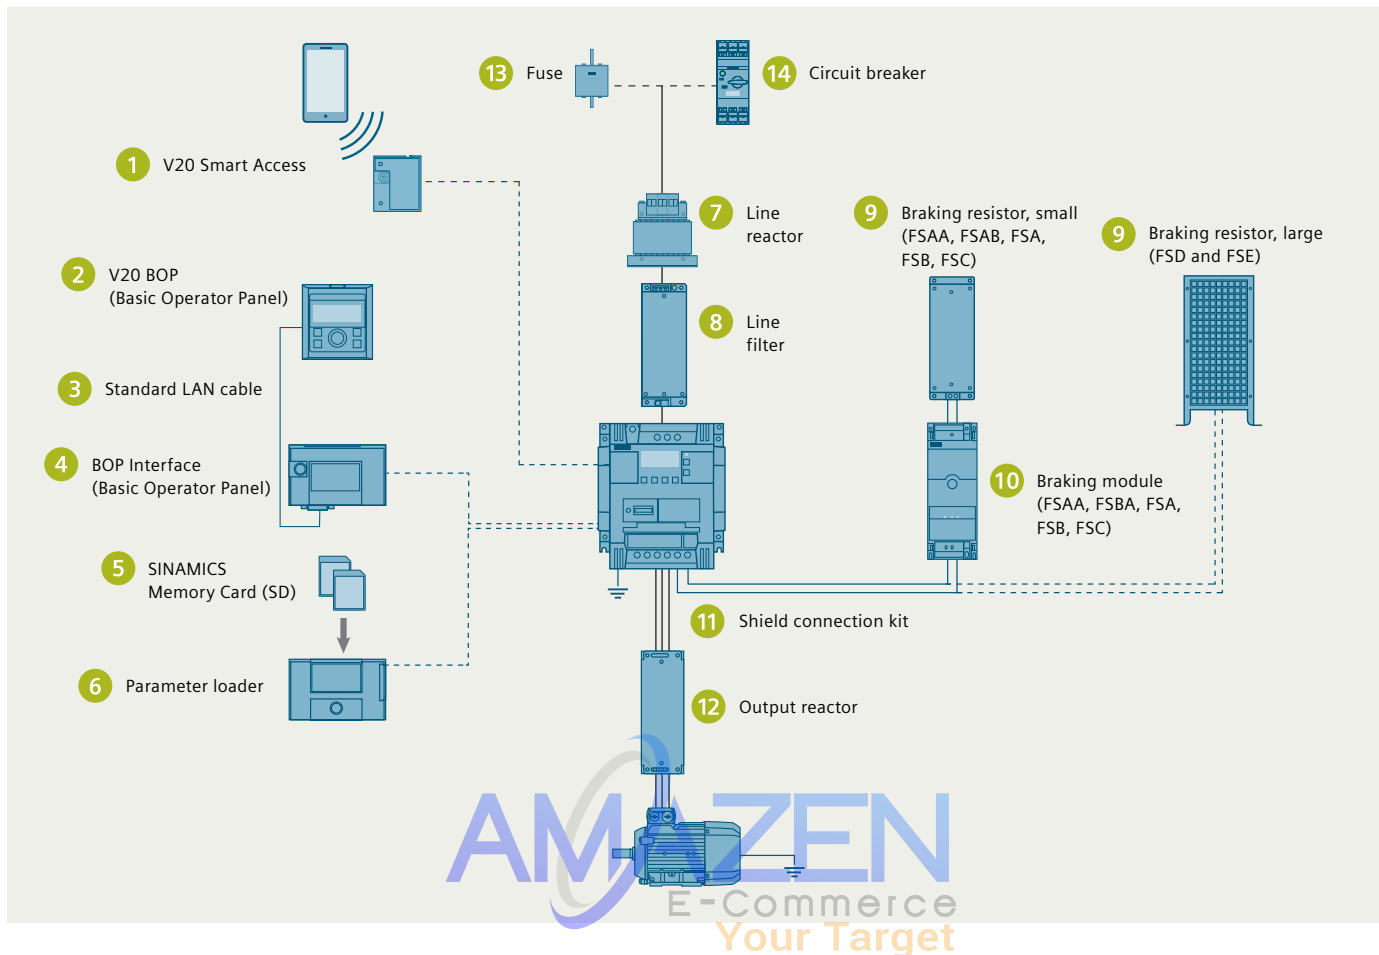 13 Fuse
14 Circuit breaker
1 V20 Smart Access
7 Line
reactor
9 Braking resistor, small
(FSAA, FSAB, FSA,
FSB, FSC)
9 Braking resistor, large
(FSD and FSE)
2 V20 BOP
(Basic Operator Panel)
8 Line
filter
3 Standard LAN cable
4 BOP Interface
(Basic Operator Panel)
10 Braking module
(FSAA, FSBA, FSA,
FSB, FSC)
5 SINAMICS
Memory Card (SD)
11 Shield connection kit
6 Parameter loader
12 Output reactor
AMAZEN
E-Commerce
Your Target